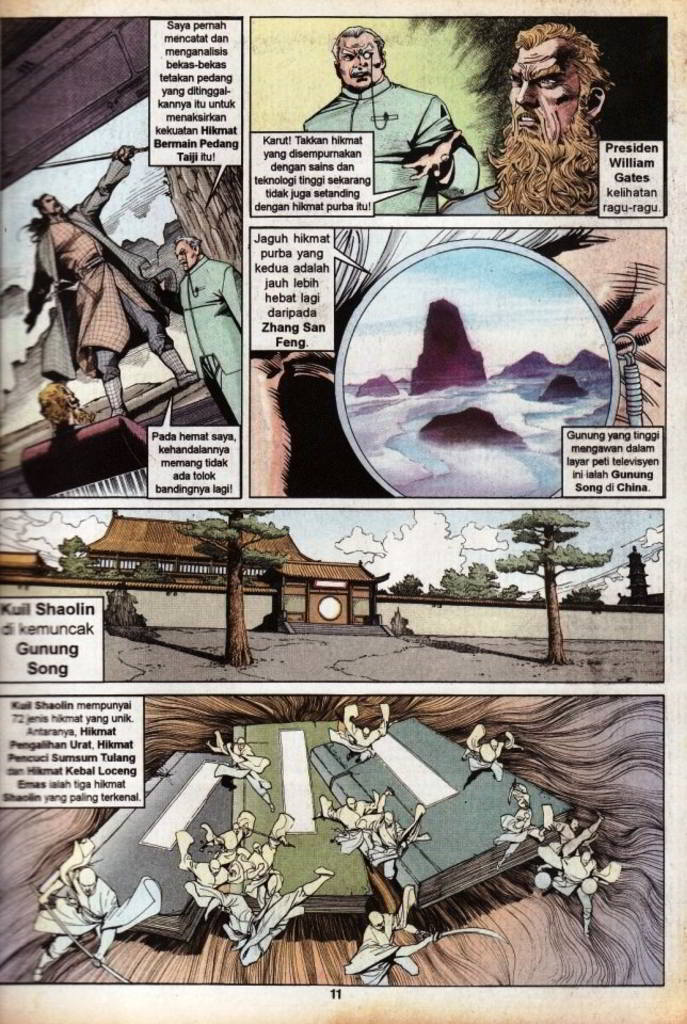 Saya pernah
mencatat dan
menganalisis
bekas-bekas
tetakan pedang
yang ditinggal-
kannya itu untuk
menaksirkan
kekuatan Hikmat
Bermain Pedang
Taiji itu!
Pada hemat saya,
kehandalannya
memang tidak
ada tolok
bandingnya lagi!
Karut! Takkan hikmat
yang disempurnakan
dengan sains dan
teknologi tinggi sekarang
tidak juga setanding
dengan hikmat purba itu!
Presiden
William
Gates
kelihatan
ragu-ragu.
Jaguh hikmat
purba yang
kedua adalah
jauh lebih
hebat lagi
daripada
Zhang San
Feng.
Gunung yang tinggi
mengawan dalam
layar peti televisyen
ini ialah Gunung
Song di China.
Kuil Shaolin
di kemuncak
Gunung
Song
Kuil Shaolin mempunyai
72 jenis hikmat yang unik.
Antaranya, Hikmat
Pengalihan Urat, Hikmat
Pencuci Sumsum Tulang
dan Hikmat Kebal Loceng
Emas ialah tiga hikmat
Shaolin yang paling terkenal.
11